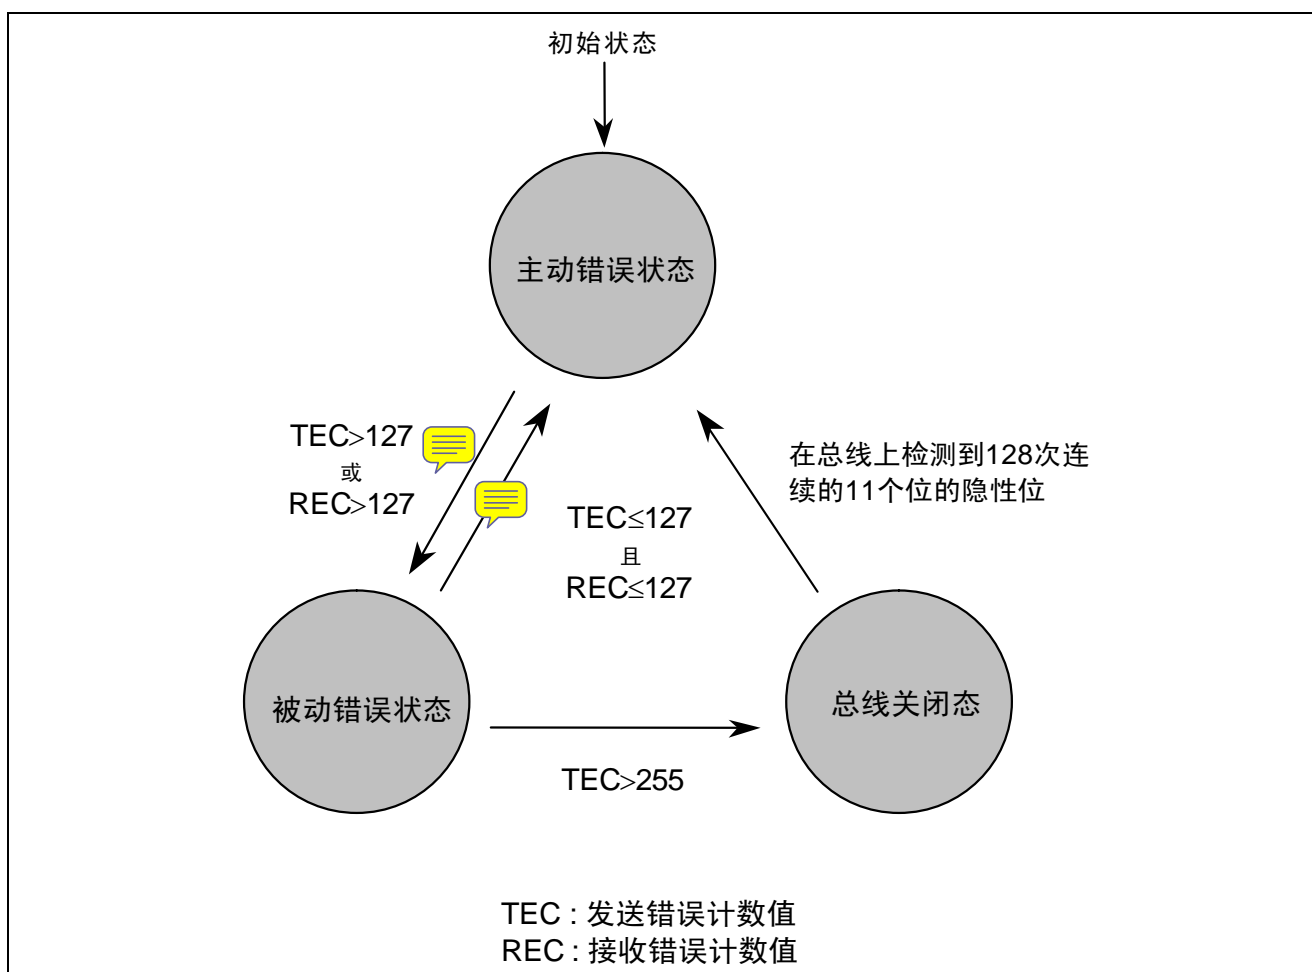 初始状态
主动错误状态
TEC>127
或
REC>127
在总线上检测到128次连
续的11个位的隐性位
TEC≤127
且
REC≤127
被动错误状态
总线关闭态
TEC>255
TEC : 发送错误计数值
REC : 接收错误计数值